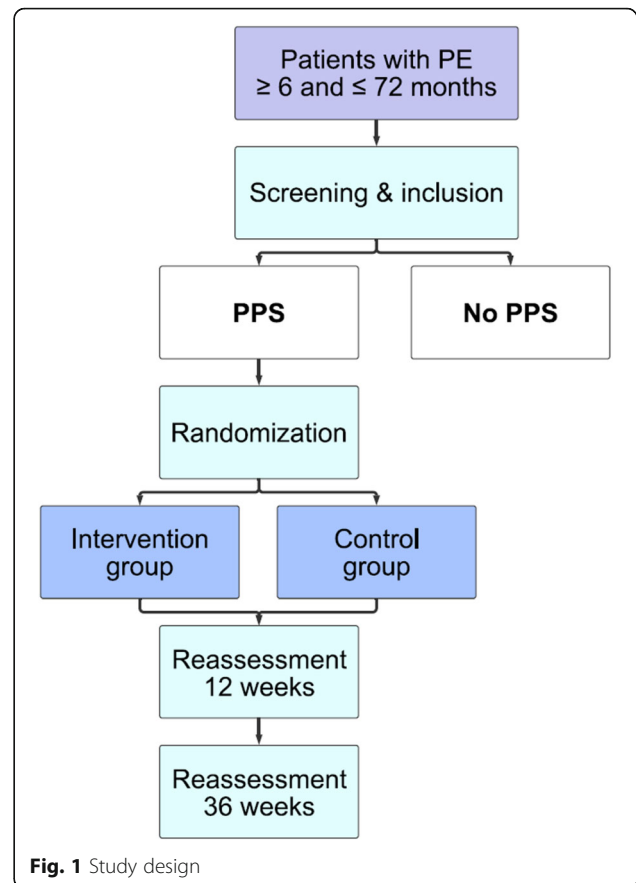 Patients with PE
≥ 6 and ≤ 72 months
Screening & inclusion
PPS
No PPS
Randomization
Intervention
group
Control
group
Reassessment
12 weeks
Reassessment
36 weeks
Fig. 1 Study design